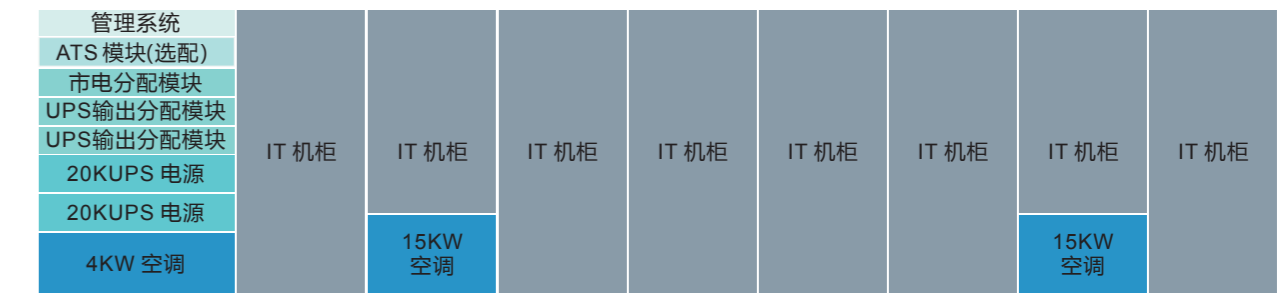 管理系统
ATS 模块(选配)
市电分配模块
UPS输出分配模块
UPS输出分配模块
20KUPS 电源
20KUPS 电源
4KW 空调
IT 机柜
IT 机柜
15KW
空调
IT 机柜
IT 机柜
IT 机柜
IT 机柜
IT 机柜
15KW
空调
IT 机柜